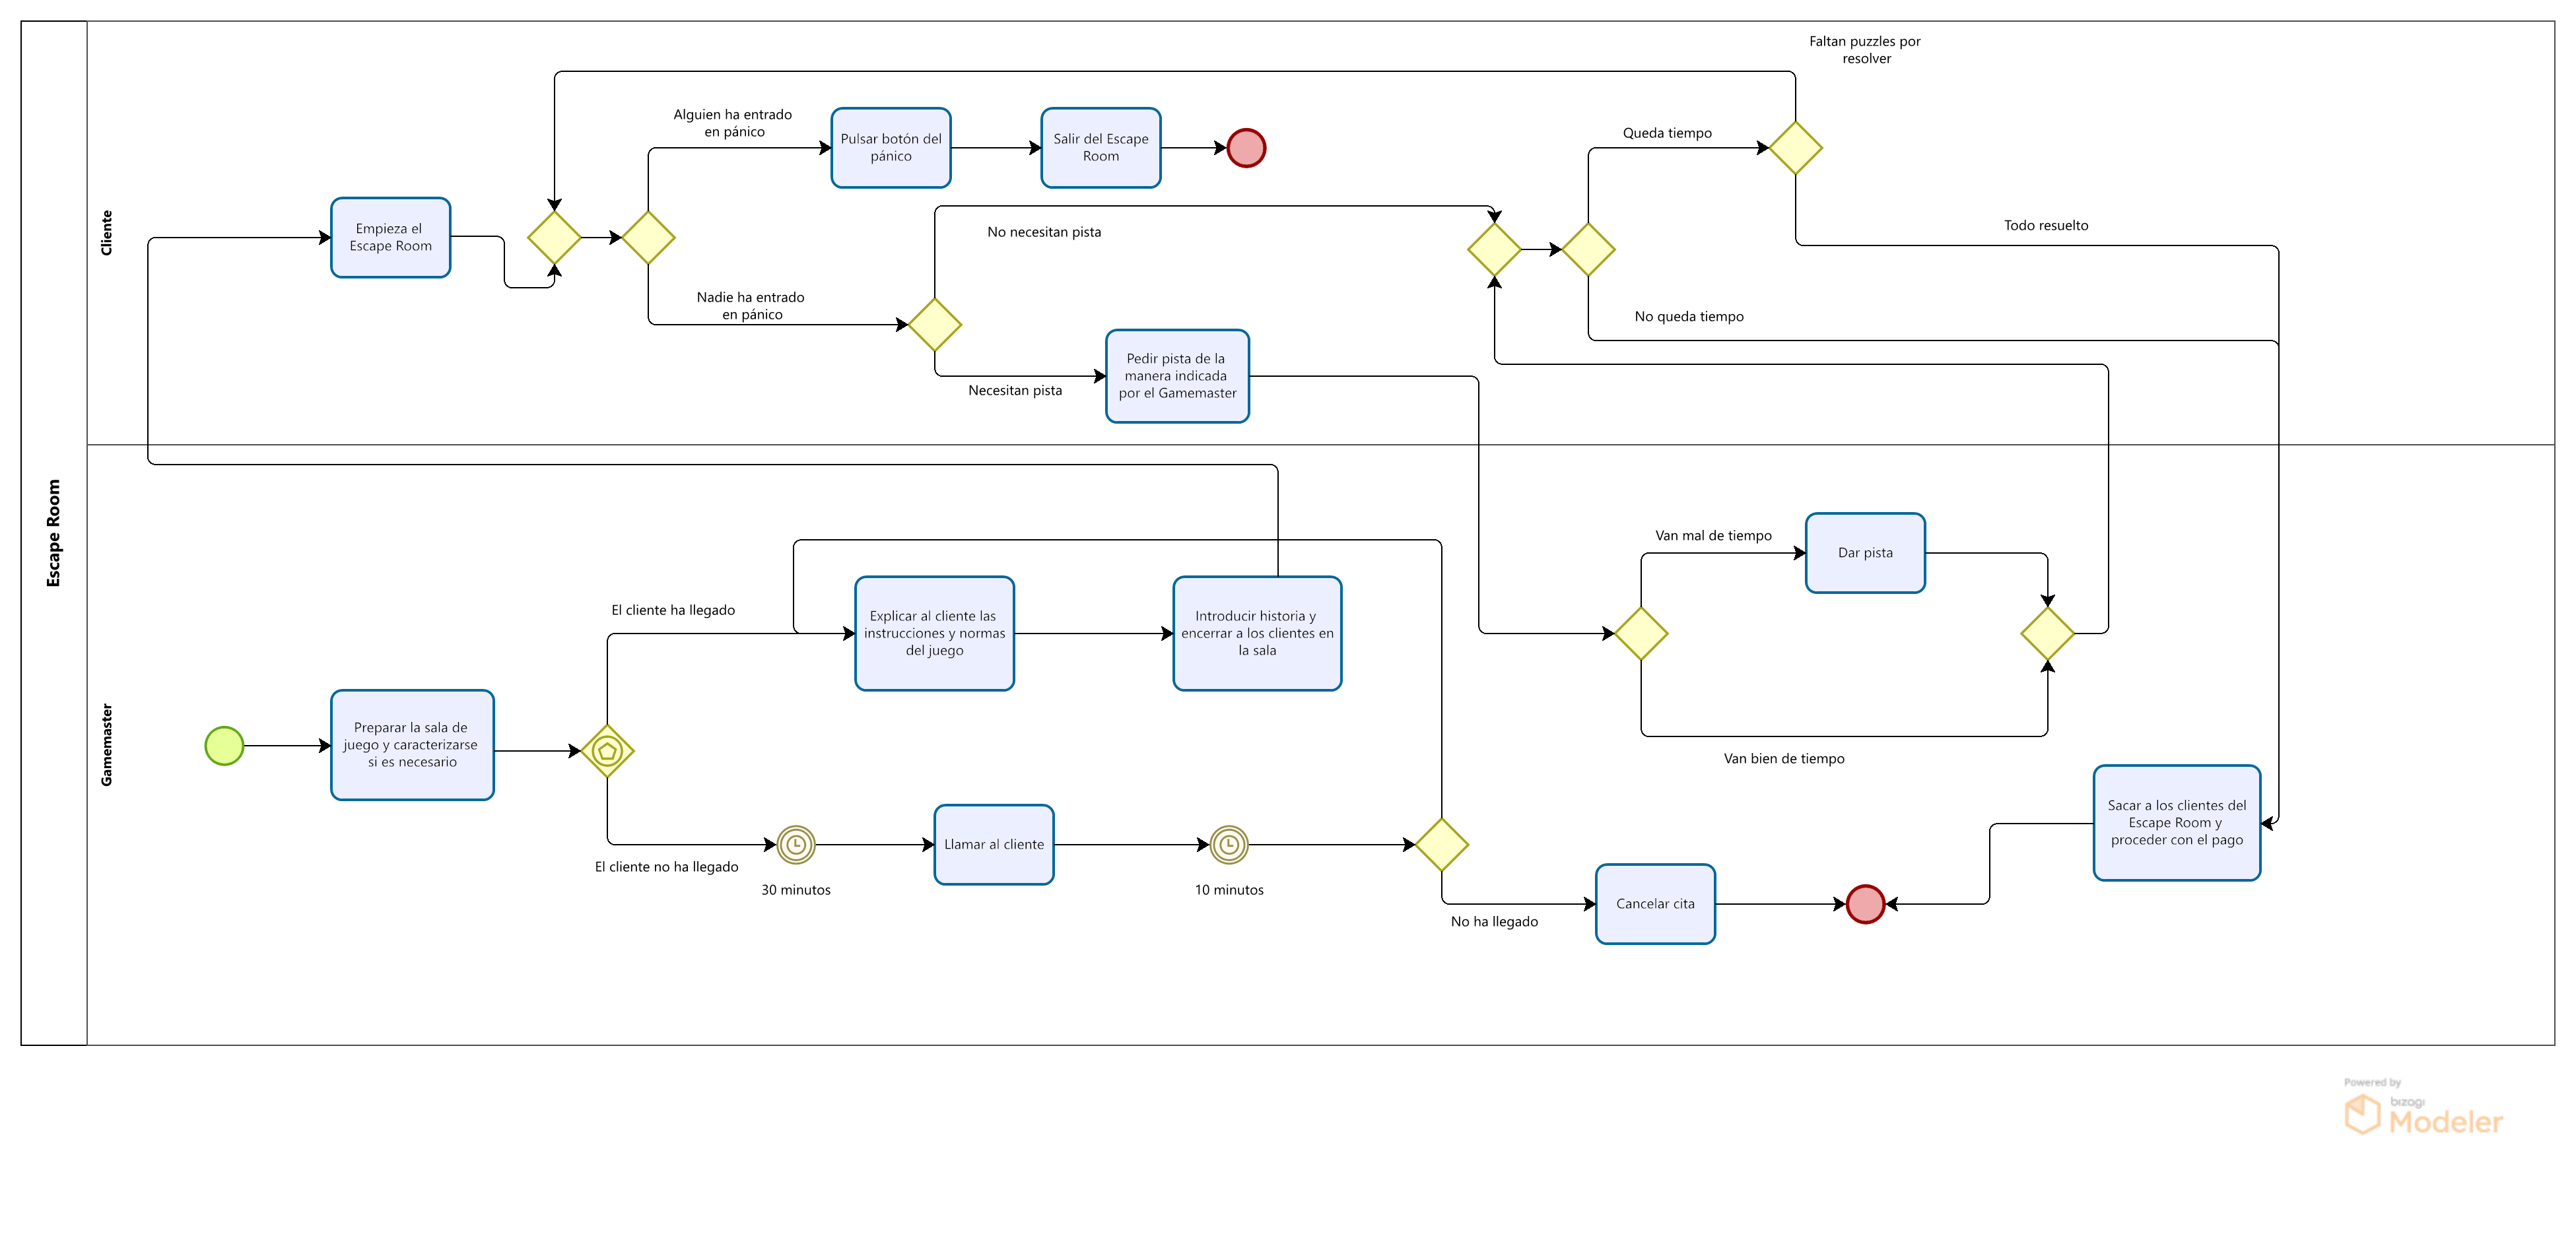 Escape Room
Cliente
Faltan puzzles por
resolver
Alguien ha entrado
en pánico
Pulsar botón del
pánico
Salir del Escape
Room
Queda tiempo
Empieza el
Escape Room
No necesitan pista
Todo resuelto
Nadie ha entrado
en pánico
No queda tiempo
Pedir pista de la
manera indicada
por el Gamemaster
Necesitan pista
Gamemaster
Van mal de tiempo
Dar pista
El cliente ha llegado
Explicar al cliente las
instrucciones y normas
del juego
Introducir historia y
encerrar a los clientes en
la sala
Preparar la sala de
juego y caracterizarse
si es necesario
Van bien de tiempo
Sacar a los clientes del
Escape Room y
proceder con el pago
Llamar al cliente
El cliente no ha llegado
30 minutos
10 minutos
Cancelar cita
No ha llegado
Powered by
bizagi
Modeler